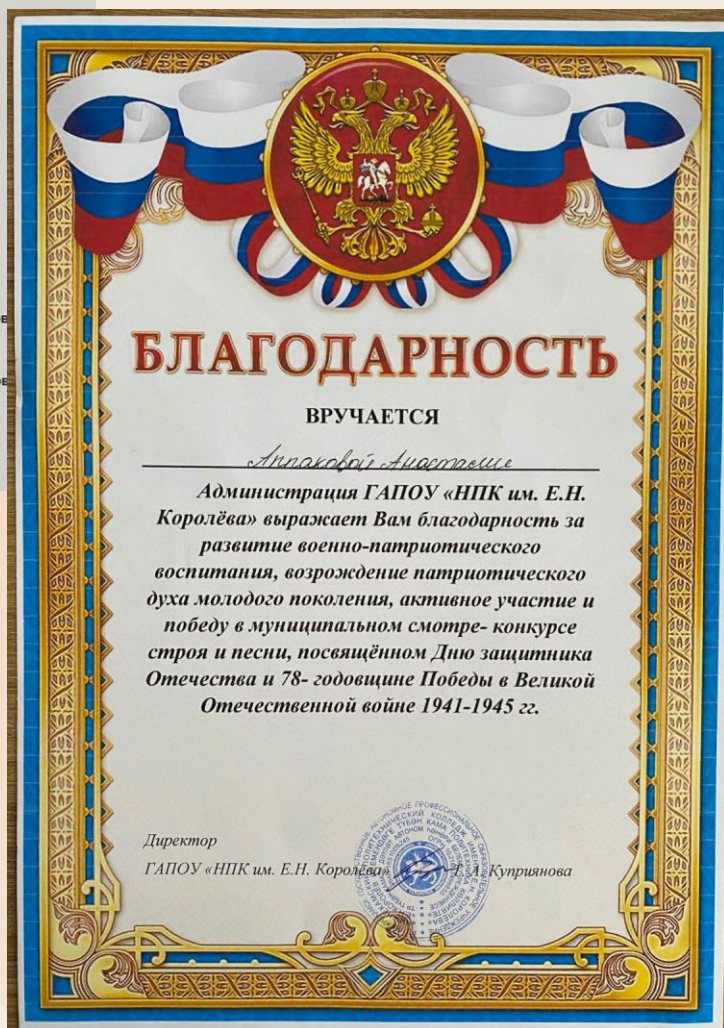 БЛАГОДАРНОСТЬ
ВРУЧАЕТСЯ
Аппаковой Анастасие
Администрация ГАПОУ «НПК им. Е.Н.
Королёва» выражает Вам благодарность за
развитие военно-патриотического
воспитания, возрождение патриотического
духа молодого поколения, активное участие и
победу в муниципальном смотре- конкурсе
строя и песни, посвящённом Дню защитника
Отечества и 78- годовщине Победы в Великой
Отечественной войне 1941-1945 гг.
Директор
ГАПОУ «НПК им. Е.Н. Королёва» Куприянова